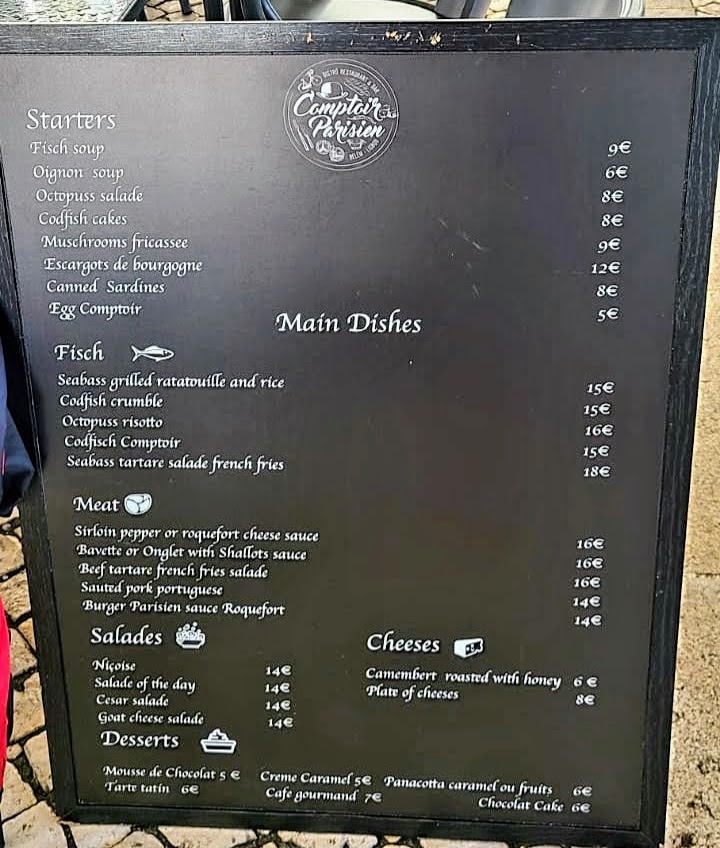 BISTRO RESTAURANT & BAR
Comptoir
Parisien
BELÉM | LISBOA
Starters
Fisch soup 9€
Oignon soup 6€
Octopuss salade 8€
Codfish cakes 8€
Muschrooms fricassee 9€
Escargots de bourgogne 12€
Canned Sardines 8€
Egg Comptoir 5€
Main Dishes
Fisch
Seabass grilled ratatouille and rice 15€
Codfish crumble 15€
Octopuss risotto 16€
Codfisch Comptoir 15€
Seabass tartare salade french fries 18€
Meat
Sirloin pepper or roquefort cheese sauce 16€
Bavette or Onglet with Shallots sauce 16€
Beef tartare french fries salade 16€
Sauted pork portuguese 14€
Burger Parisien sauce Roquefort 14€
Salades
Niçoise 14€
Salade of the day 14€
Cesar salade 14€
Goat cheese salade 14€
Cheeses
Camembert roasted with honey 6 €
Plate of cheeses 8€
Desserts
Mousse de Chocolat 5 € Creme Caramel 5€ Panacotta caramel ou fruits 6€
Tarte tatin 6€ Cafe gourmand 7€ Chocolat Cake 6€